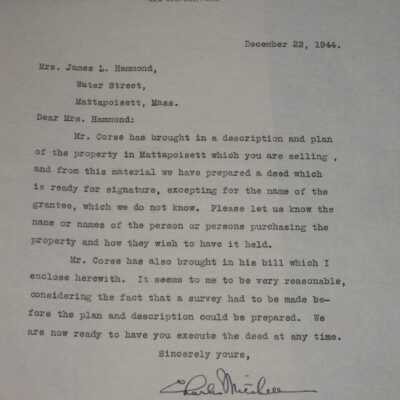 December 22, 1944.
Mrs. James L. Hammond,
Water Street,
Mattapoisett, Mass.
Dear Mrs. Hammond:
Mr. Corse has brought in a description and plan
of the property in Mattapoisett which you are selling ,
and from this material we have prepared a deed which
is ready for signature, excepting for the name of the
grantee, which we do not know. Please let us know the
name or names of the person or persons purchasing the
property and how they wish to have it held.
Mr. Corse has also brought in his bill which I
enclose herewith. It seems to me to be very reasonable,
considering the fact that a survey had to be made be-
fore the plan and description could be prepared. We
are now ready to have you execute the deed at any time.
Sincerely yours,
Charles Mitchell